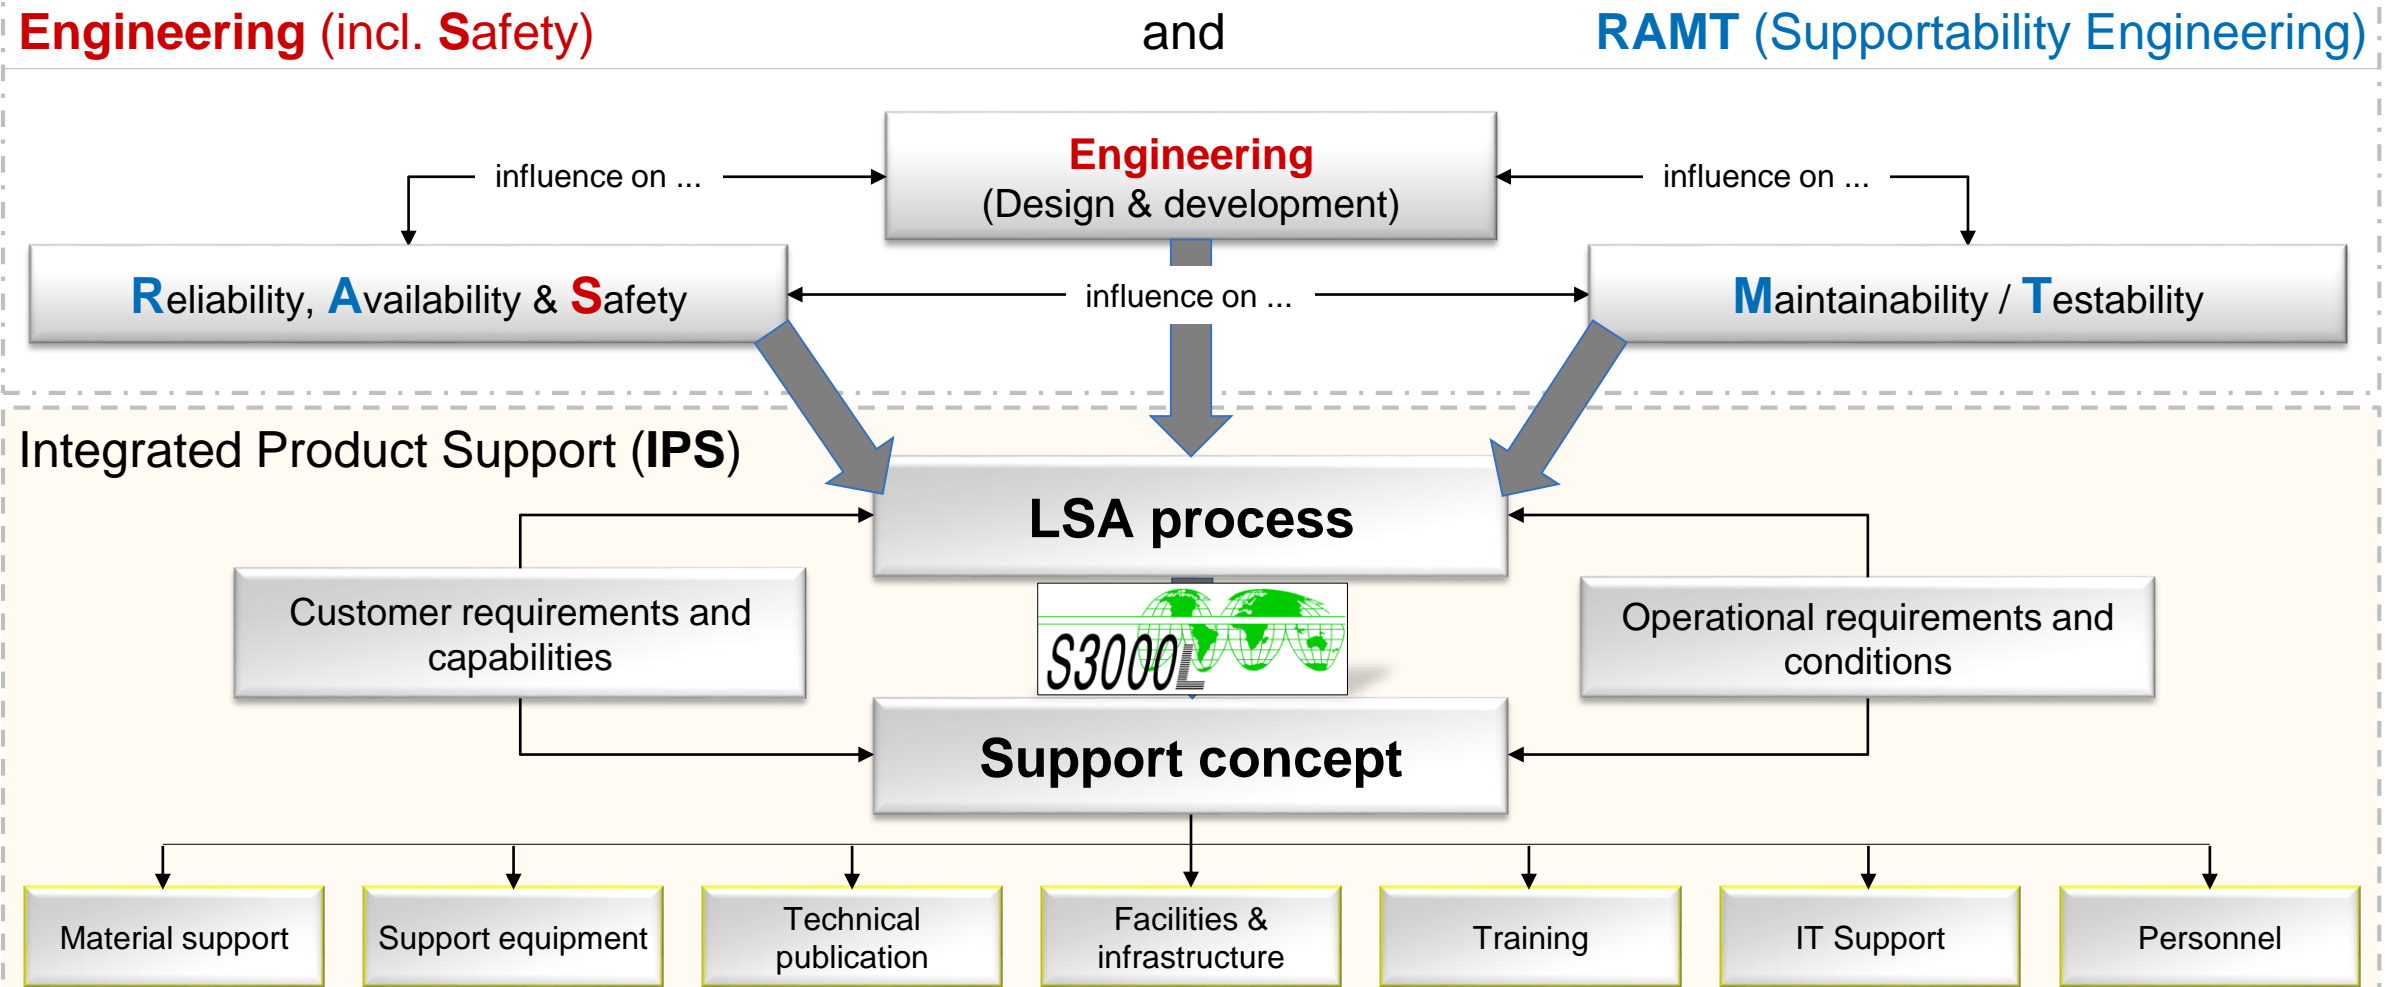 Engineering (incl. Safety) and RAMT (Supportability Engineering)
Engineering
(Design & development)
influence on ...
influence on ...
Reliability, Availability & Safety
influence on ...
Maintainability / Testability
Integrated Product Support (IPS)
LSA process
Customer requirements and
capabilities
S3000L
Operational requirements and
conditions
Support concept
Material support
Support equipment
Technical
publication
Facilities &
infrastructure
Training
IT Support
Personnel